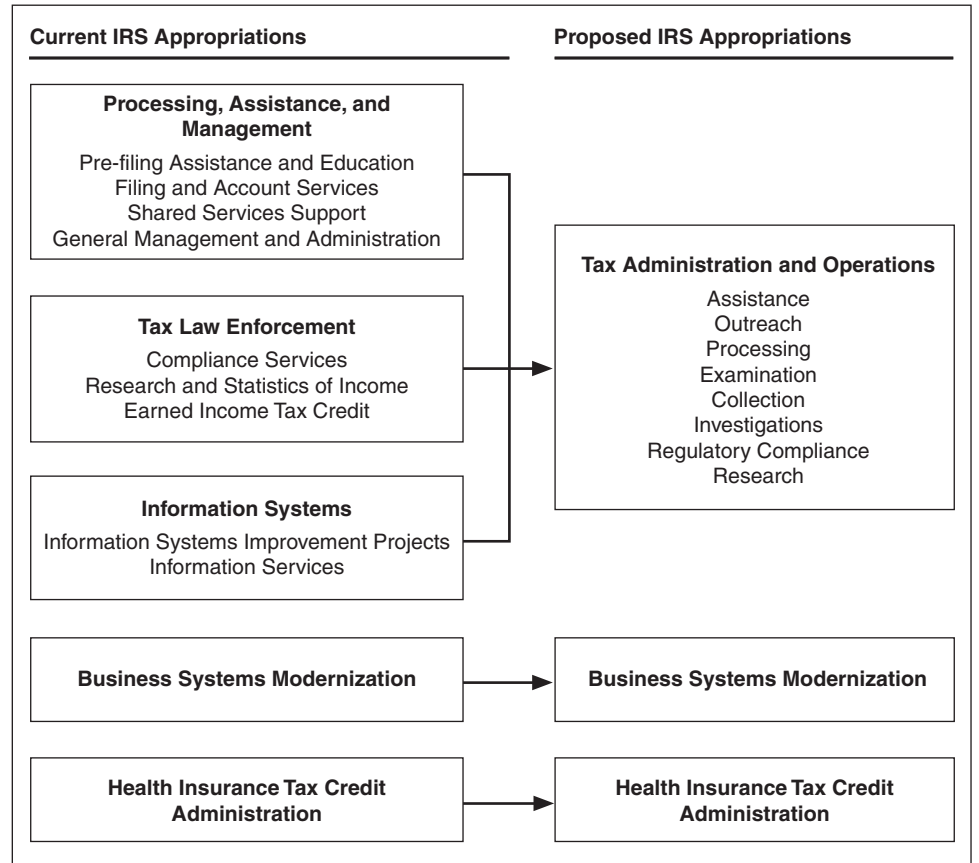 Current IRS Appropriations
Proposed IRS Appropriations
Processing, Assistance, and
Management
Pre-filing Assistance and Education
Filing and Account Services
Shared Services Support
General Management and Administration
Tax Law Enforcement
Compliance Services
Research and Statistics of Income
Earned Income Tax Credit
Information Systems
Information Systems Improvement Projects
Information Services
Tax Administration and Operations
Assistance
Outreach
Processing
Examination
Collection
Investigations
Regulatory Compliance
Research
Business Systems Modernization
Business Systems Modernization
Health Insurance Tax Credit
Administration
Health Insurance Tax Credit
Administration